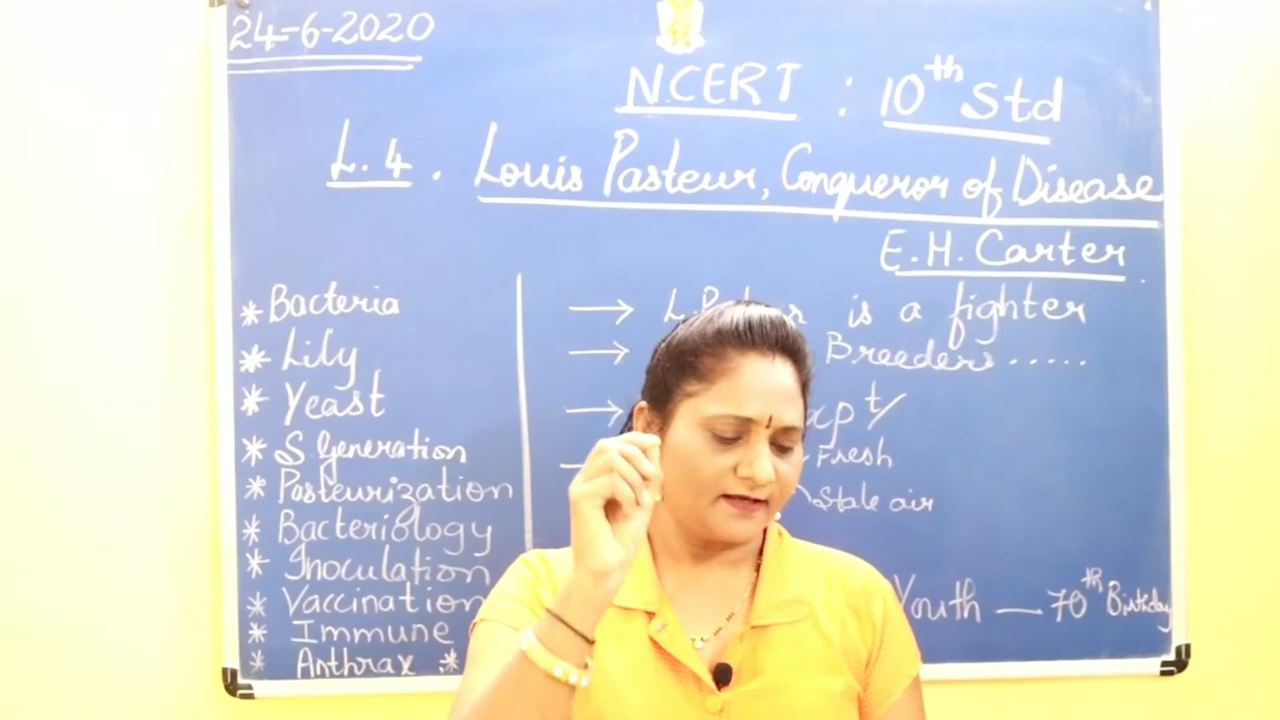 24-6-2020
N.CERT : 10th Std
L. 4. Louis Pasteur, Conqueror of Disease
E. H. Carter
* Bacteria
* Lily
* Yeast
* S. Generation
* Pasteurization
* Bacteriology
* Inoculation
* Vaccination
* Immune
* Anthrax *
→ is a fighter
→ Breeders .....
→
Fresh
Stale air
Youth — 70th Birthday